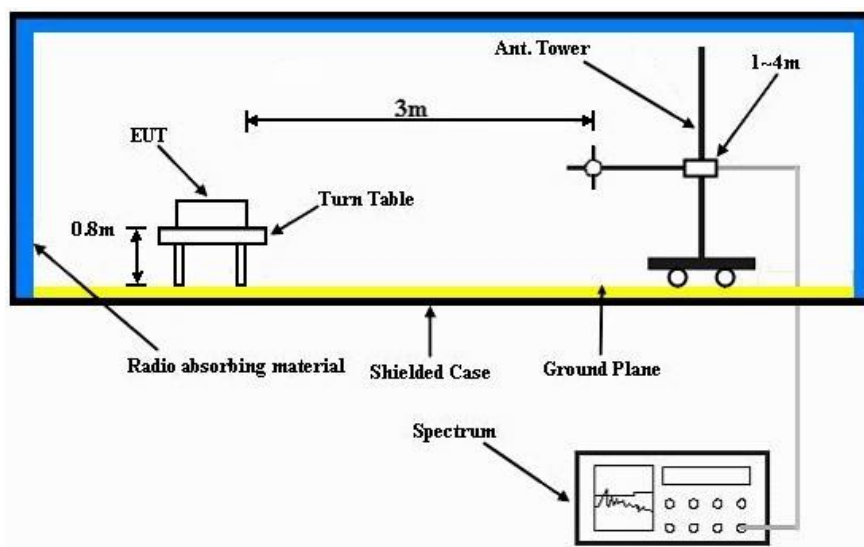 Ant. Tower
1~4m
3m
EUT
Turn Table
0.8m
Radio absorbing material
Shielded Case
Ground Plane
Spectrum